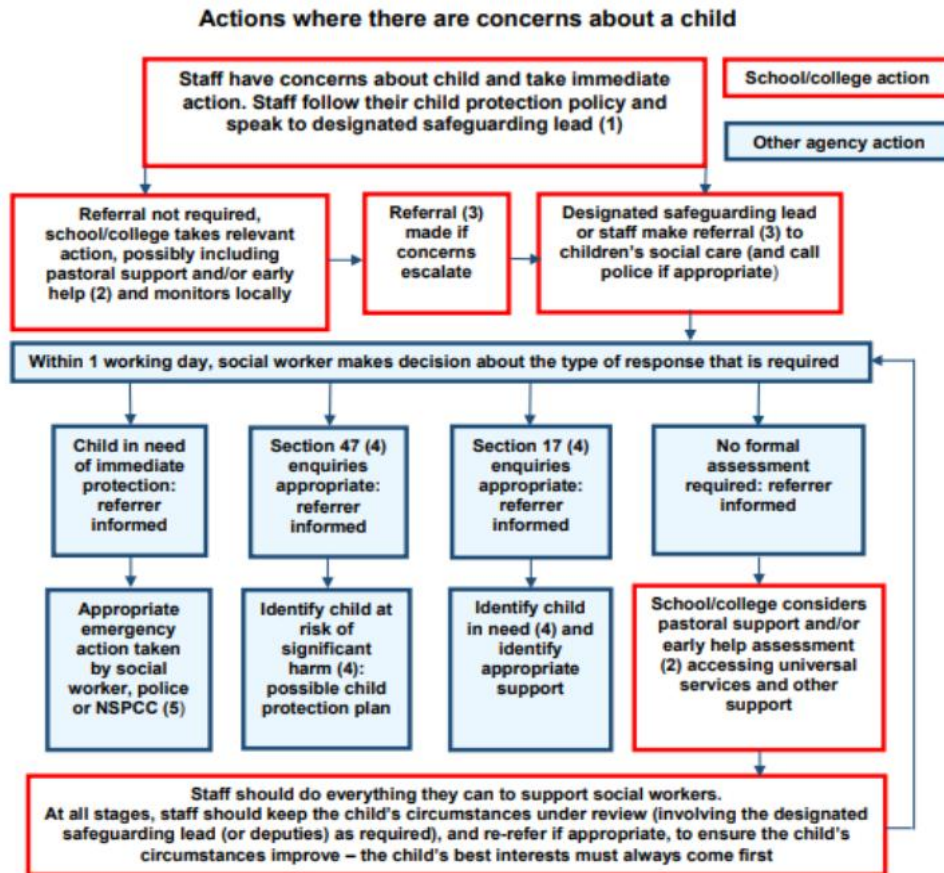 Actions where there are concerns about a child
Staff have concerns about child and take immediate
action. Staff follow their child protection policy and
speak to designated safeguarding lead (1)
School/college action
Other agency action
Referral not required,
school/college takes relevant
action, possibly including
pastoral support and/or early
help (2) and monitors locally
Referral (3)
made if
concerns
escalate
Designated safeguarding lead
or staff make referral (3) to
children's social care (and call
police if appropriate)
Within 1 working day, social worker makes decision about the type of response that is required
Child in need
of immediate
protection:
referrer
informed
Section 47 (4)
enquiries
appropriate:
referrer
informed
Section 17 (4)
enquiries
appropriate:
referrer
informed
No formal
assessment
required: referrer
informed
Appropriate
emergency
action taken
by social
worker, police
or NSPCC (5)
Identify child at
risk of
significant
harm (4):
possible child
protection plan
Identify child
in need (4) and
identify
appropriate
support
School/college considers
pastoral support and/or
early help assessment
(2) accessing universal
services and other
support
Staff should do everything they can to support social workers.
At all stages, staff should keep the child's circumstances under review (involving the designated
safeguarding lead (or deputies) as required), and re-refer if appropriate, to ensure the child's
circumstances improve – the child's best interests must always come first